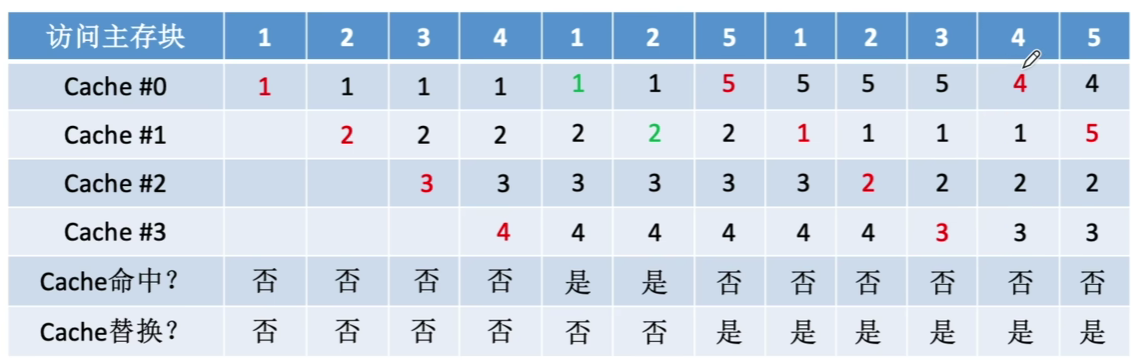 访问主存块 1 2 3 4 1 2 5 1 2 3 4 5
Cache #0 1 1 1 1 1 1 5 5 5 5 4 4
Cache #1 2 2 2 2 2 2 1 1 1 1 5
Cache #2 3 3 3 3 3 3 2 2 2 2
Cache #3 4 4 4 4 4 4 3 3 3
Cache命中？ 否 否 否 否 是 是 否 否 否 否 否 否
Cache替换？ 否 否 否 否 否 否 是 是 是 是 是 是